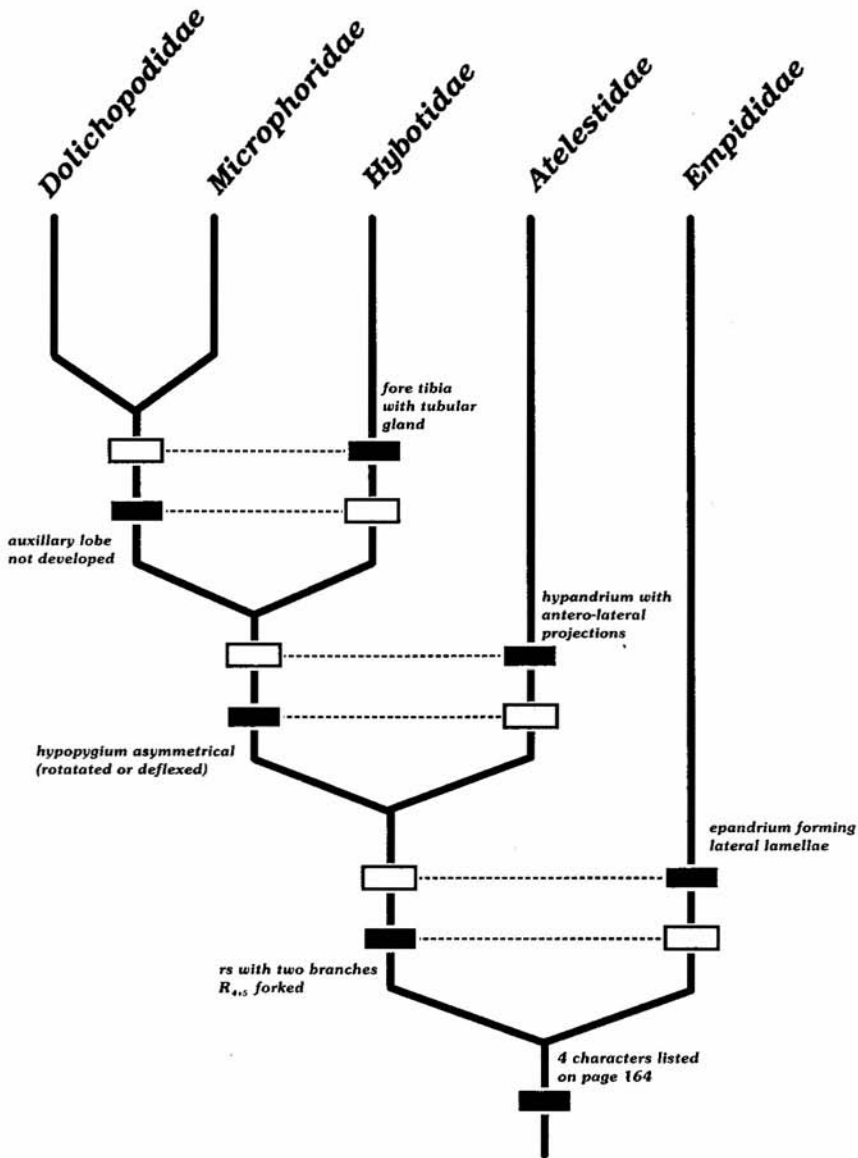 Dolichopodidae
Microphoridae
Hybotidae
Atelestidae
Empididae
fore tibia
with tubular
gland
auxillary lobe
not developed
hypandrium with
antero-lateral
projections
hypopygium asymmetrical
(rotatated or deflexed)
epandrium forming
lateral lamellae
rs with two branches
R₄₊₅ forked
4 characters listed
on page 164